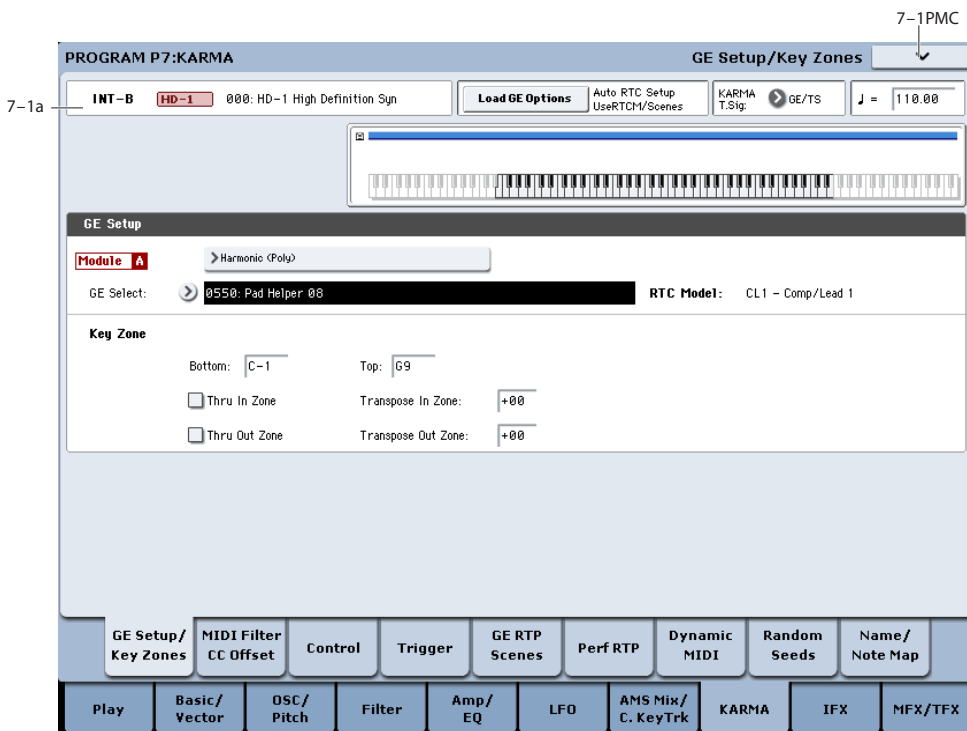 7–1PMC
PROGRAM P7:KARMA
GE Setup/Key Zones
7–1a
INT–B HD–1 000: HD–1 High Definition Syn
Load GE Options
Auto RTC Setup
UseRTCM/Scenes
KARMA
T.Sig:
GE/TS
♩ = 110.00
GE Setup
Module A
Harmonic (Poly)
GE Select: 0550: Pad Helper 08
RTC Model: CL1 – Comp/Lead 1
Key Zone
Bottom: C–1 Top: G9
Thru In Zone Transpose In Zone: +00
Thru Out Zone Transpose Out Zone: +00
GE Setup/
Key Zones
MIDI Filter
CC Offset
Control
Trigger
GE RTP
Scenes
Perf RTP
Dynamic
MIDI
Random
Seeds
Name/
Note Map
Play
Basic/
Vector
OSC/
Pitch
Filter
Amp/
EQ
LFO
AMS Mix/
C. KeyTrk
KARMA
IFX
MFX/TFX